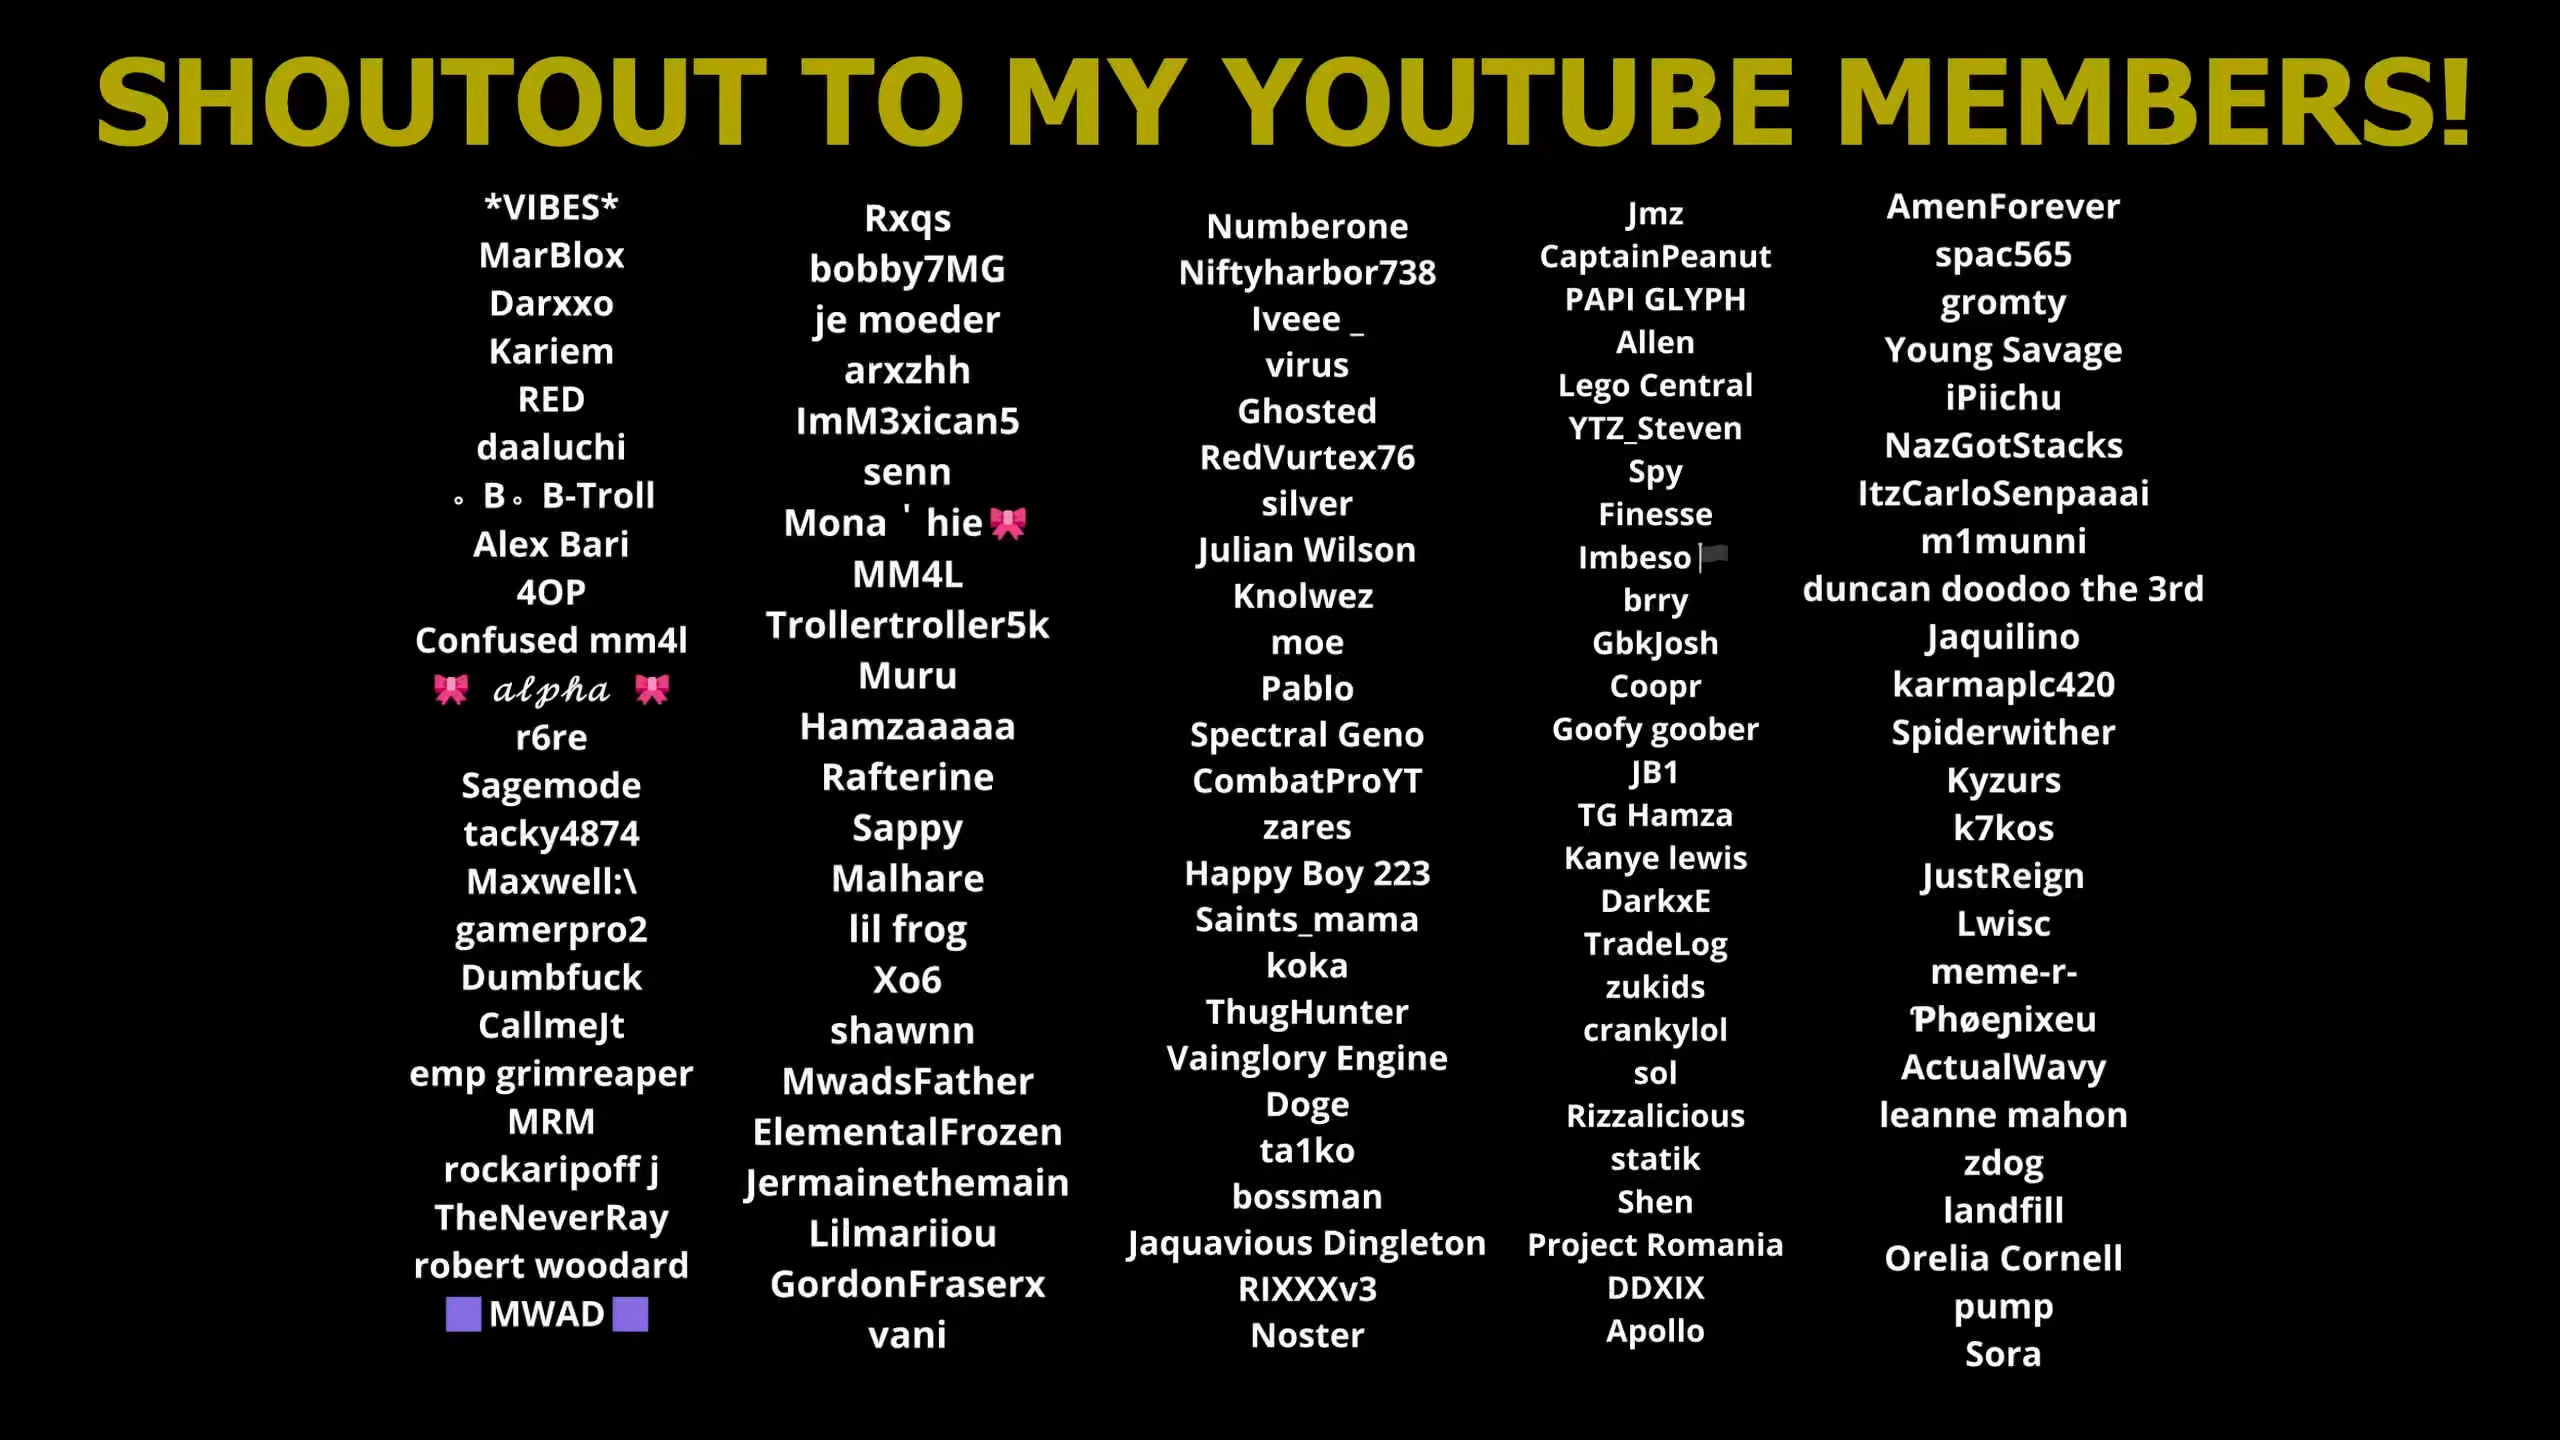 SHOUTOUT TO MY YOUTUBE MEMBERS!
*VIBES*
MarBlox
Darxxo
Kariem
RED
daaluchi
。B。B-Troll
Alex Bari
4OP
Confused mm4l
🎀 𝒶𝓁𝓅𝒽𝒶 🎀
r6re
Sagemode
tacky4874
Maxwell:\
gamerpro2
Dumbfuck
CallmeJt
emp grimreaper
MRM
rockaripoff j
TheNeverRay
robert woodard
🟪MWAD🟪
Rxqs
bobby7MG
je moeder
arxzhh
ImM3xican5
senn
Mona ' hie🎀
MM4L
Trollertroller5k
Muru
Hamzaaaaa
Rafterine
Sappy
Malhare
lil frog
Xo6
shawnn
MwadsFather
ElementalFrozen
Jermainethemain
Lilmariiou
GordonFraserx
vani
Numberone
Niftyharbor738
Iveee _
virus
Ghosted
RedVurtex76
silver
Julian Wilson
Knolwez
moe
Pablo
Spectral Geno
CombatProYT
zares
Happy Boy 223
Saints_mama
koka
ThugHunter
Vainglory Engine
Doge
ta1ko
bossman
Jaquavious Dingleton
RIXXXv3
Noster
Jmz
CaptainPeanut
PAPI GLYPH
Allen
Lego Central
YTZ_Steven
Spy
Finesse
Imbeso🏴
brry
GbkJosh
Coopr
Goofy goober
JB1
TG Hamza
Kanye lewis
DarkxE
TradeLog
zukids
crankylol
sol
Rizzalicious
statik
Shen
Project Romania
DDXIX
Apollo
AmenForever
spac565
gromty
Young Savage
iPiichu
NazGotStacks
ItzCarloSenpaaai
m1munni
duncan doodoo the 3rd
Jaquilino
karmaplc420
Spiderwither
Kyzurs
k7kos
JustReign
Lwisc
meme-r-
Ƥhøeɲixeu
ActualWavy
leanne mahon
zdog
landfill
Orelia Cornell
pump
Sora